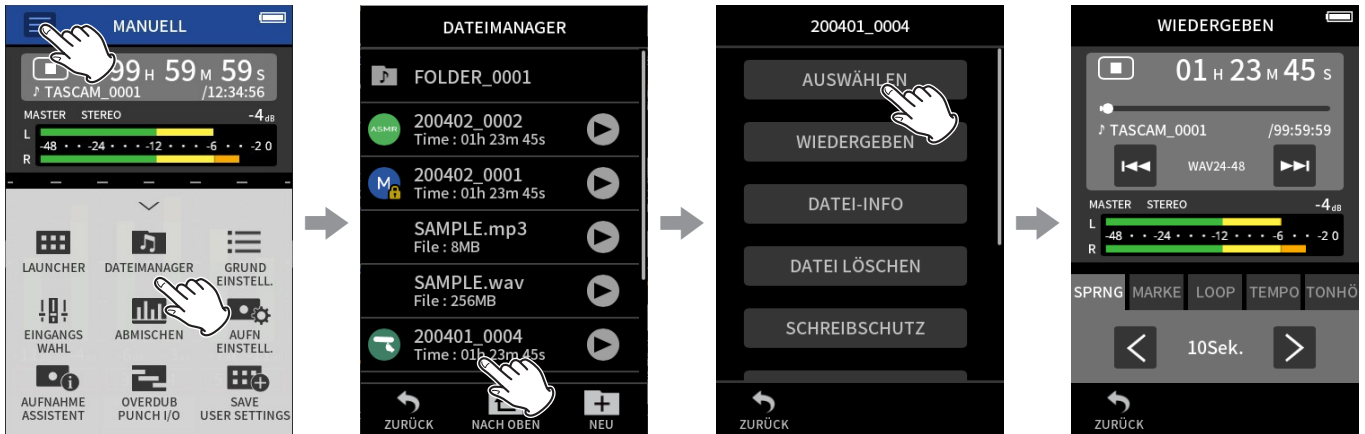 MANUELL
99 H 59 M 59 S
♪ TASCAM_0001 /12:34:56
MASTER STEREO -4 dB
L
-48 · · -24 · · · · -12 · · · · -6 · · -2 0
R
LAUNCHER DATEIMANAGER GRUND
EINSTELL.
EINGANGS
WAHL
ABMISCHEN
AUFN
EINSTELL.
AUFNAHME
ASSISTENT
OVERDUB
PUNCH I/O
SAVE
USER SETTINGS
DATEIMANAGER
FOLDER_0001
ASMR
200402_0002
Time : 01h 23m 45s
M
200402_0001
Time : 01h 23m 45s
SAMPLE.mp3
File : 8MB
SAMPLE.wav
File : 256MB
200401_0004
Time : 01h 23m 45s
ZURÜCK NACH OBEN NEU
200401_0004
AUSWÄHLEN
WIEDERGEBEN
DATEI-INFO
DATEI LÖSCHEN
SCHREIBSCHUTZ
ZURÜCK
WIEDERGEBEN
01 H 23 M 45 S
♪ TASCAM_0001 /99:59:59
WAV24-48
MASTER STEREO -4 dB
L
-48 · · -24 · · · · -12 · · · · -6 · · -2 0
R
SPRNG MARKE LOOP TEMPO TONHÖ
10Sek.
ZURÜCK